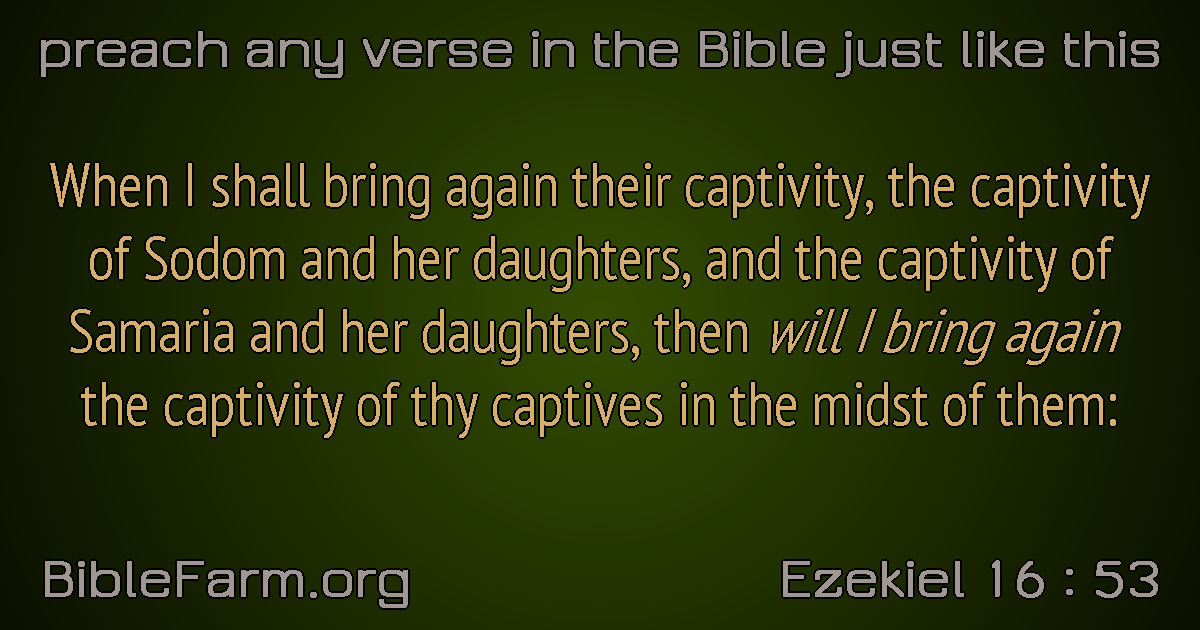 preach any verse in the Bible just like this
When I shall bring again their captivity, the captivity
of Sodom and her daughters, and the captivity of
Samaria and her daughters, then will I bring again
the captivity of thy captives in the midst of them:
BibleFarm.org
Ezekiel 16 : 53